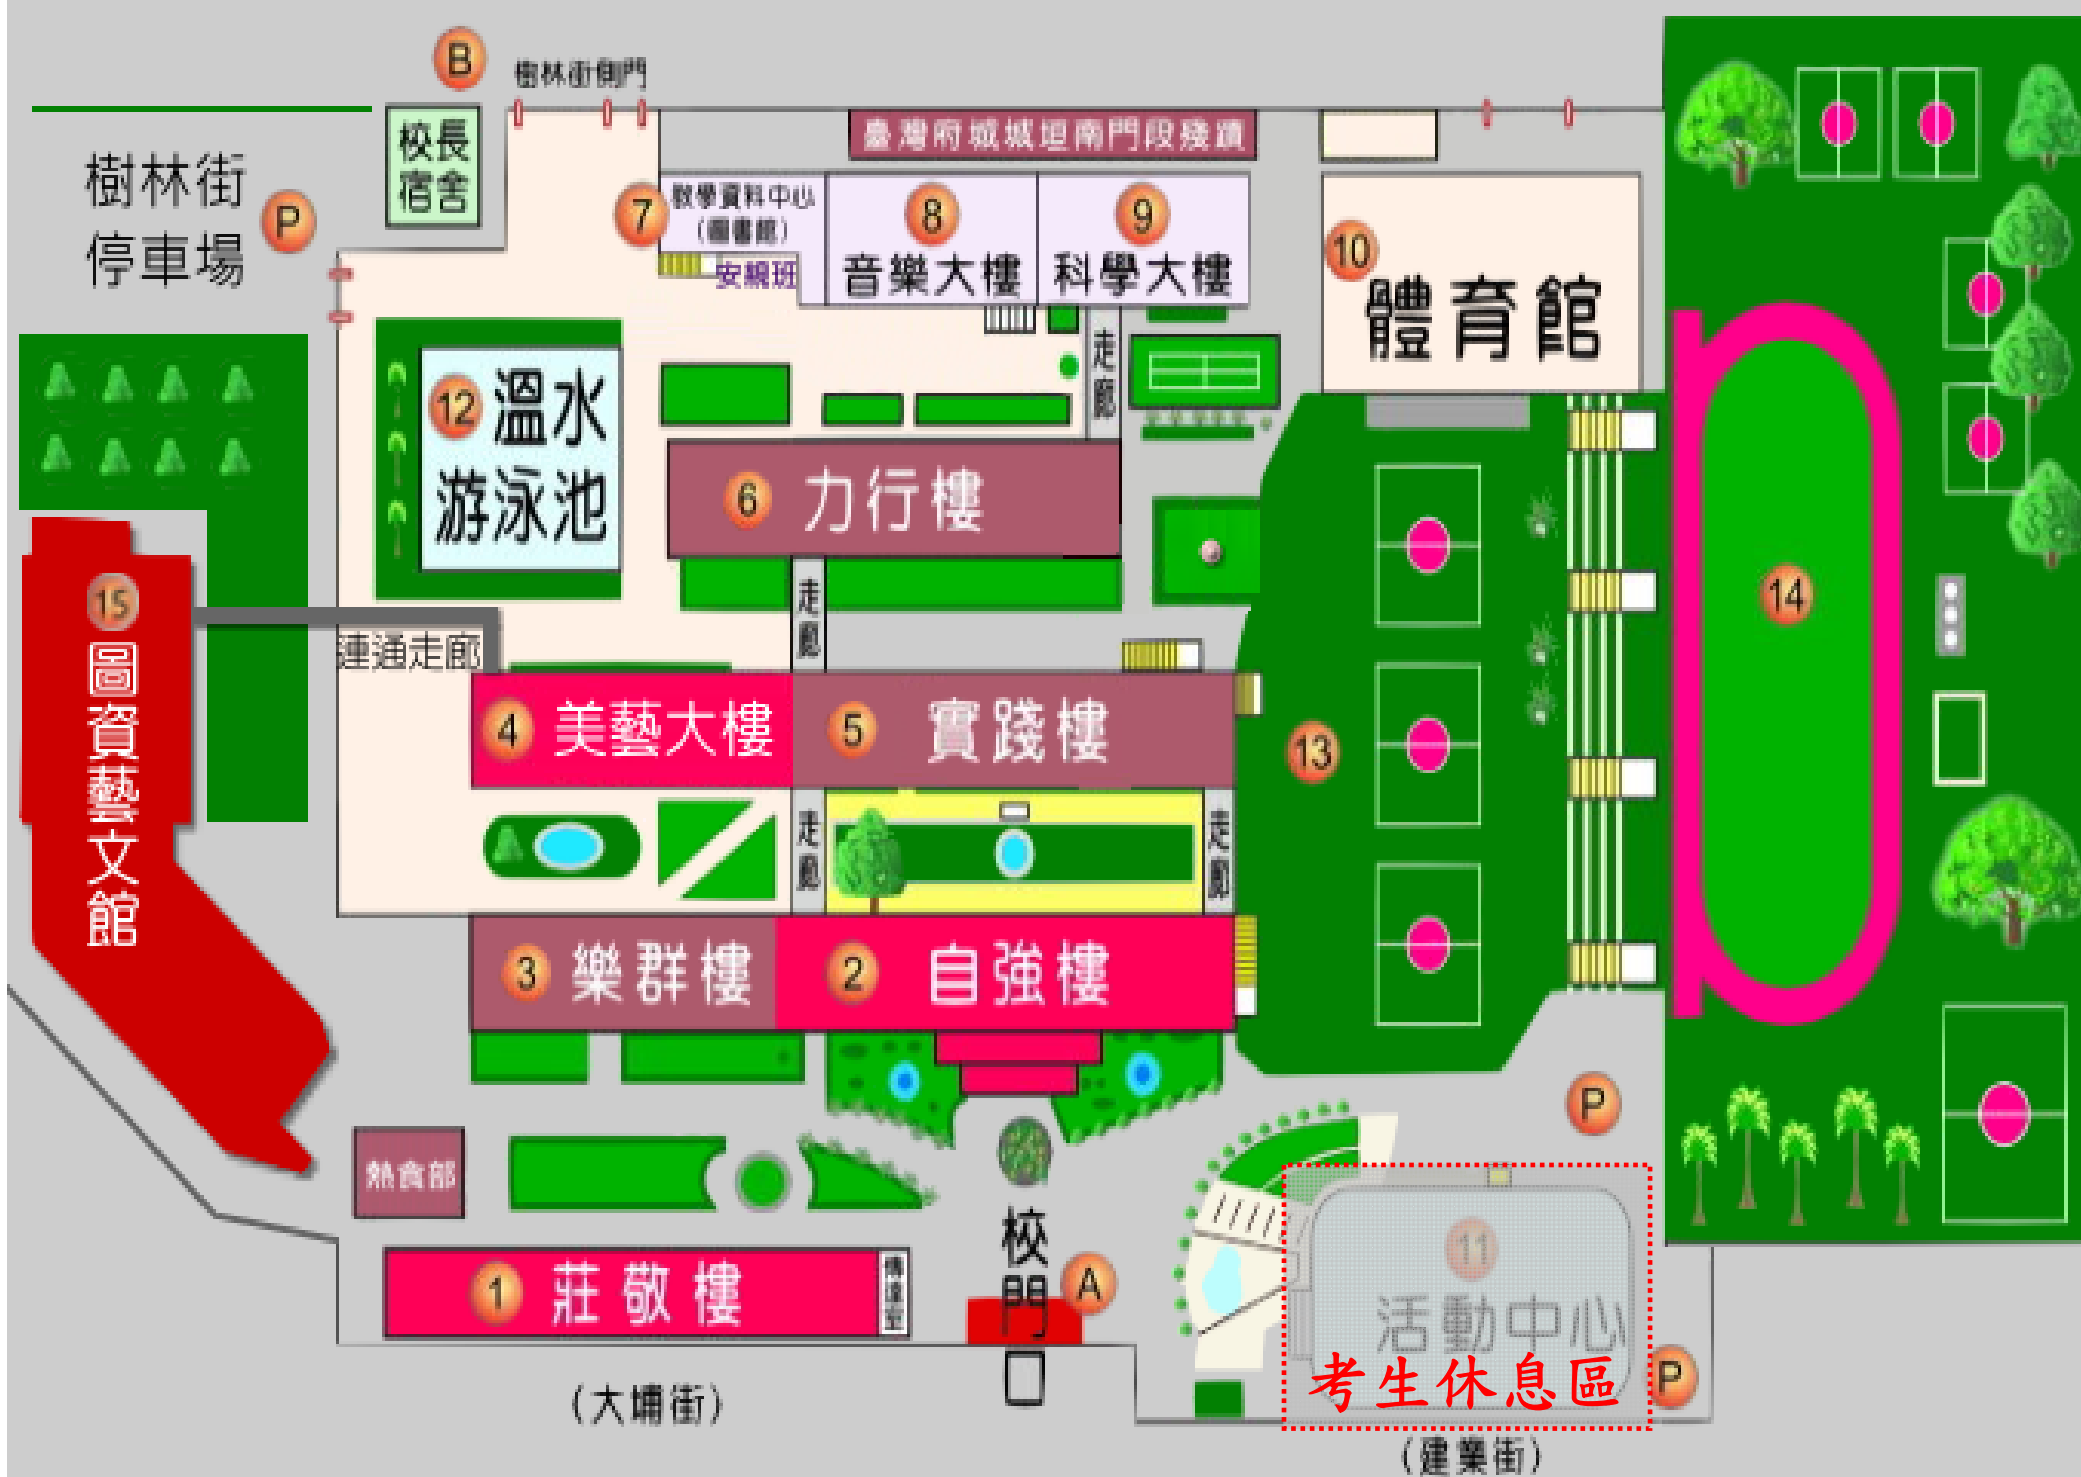 B
樹林街側門
校長
宿舍
樹林街
停車場
P
臺灣府城城垣南門段殘蹟
7
教學資料中心
(圖書館)
安親班
8
音樂大樓
9
科學大樓
10
體育館
走廊
12
溫水
游泳池
6
力行樓
走廊
15
圖資藝文館
連通走廊
4
美藝大樓
5
實踐樓
13
14
走廊
走廊
3
樂群樓
2
自強樓
P
熱食部
校門口
A
1
莊敬樓
傳達室
11
活動中心
考生休息區
P
(大埔街)
(建業街)